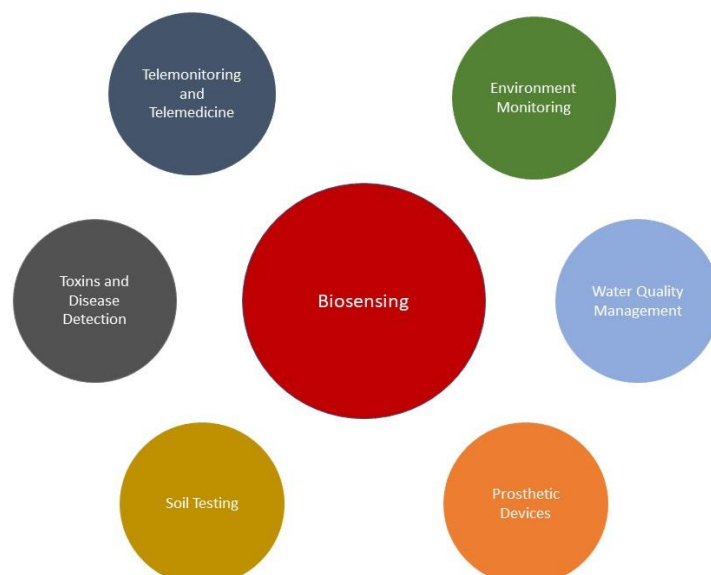 Telemonitoring
and
Telemedicine
Environment
Monitoring
Toxins and
Disease
Detection
Biosensing
Water Quality
Management
Soil Testing
Prosthetic
Devices